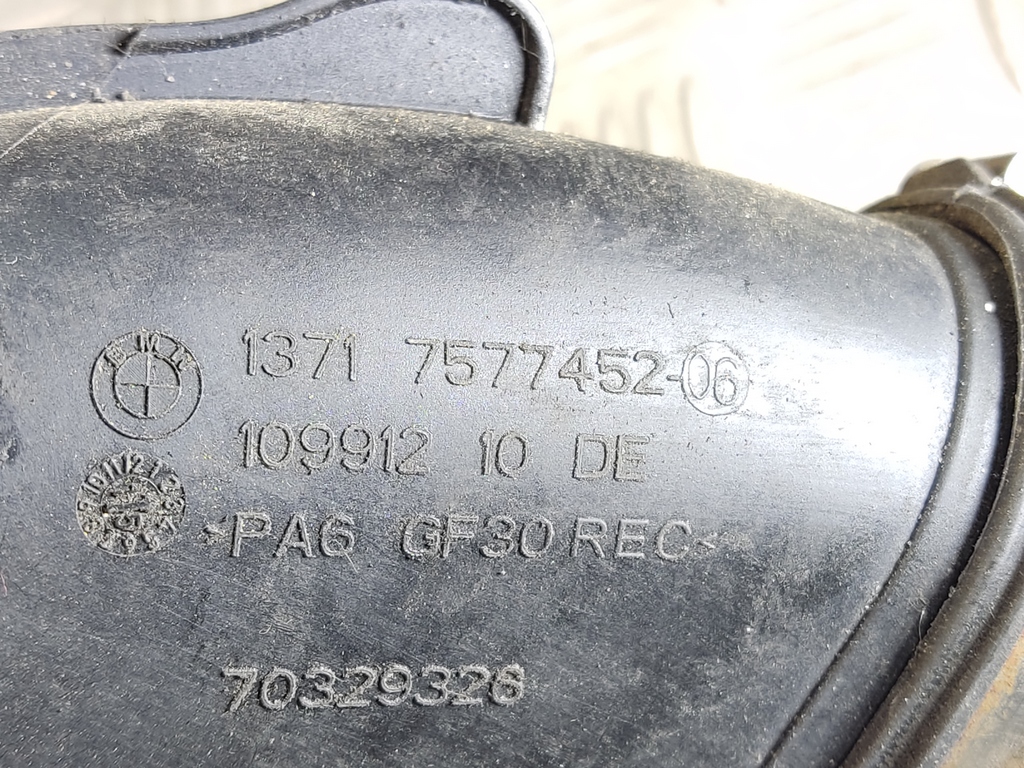 BMW
1371 7577452-06
109912 10 DE
>PA6 GF30 REC<
70329326